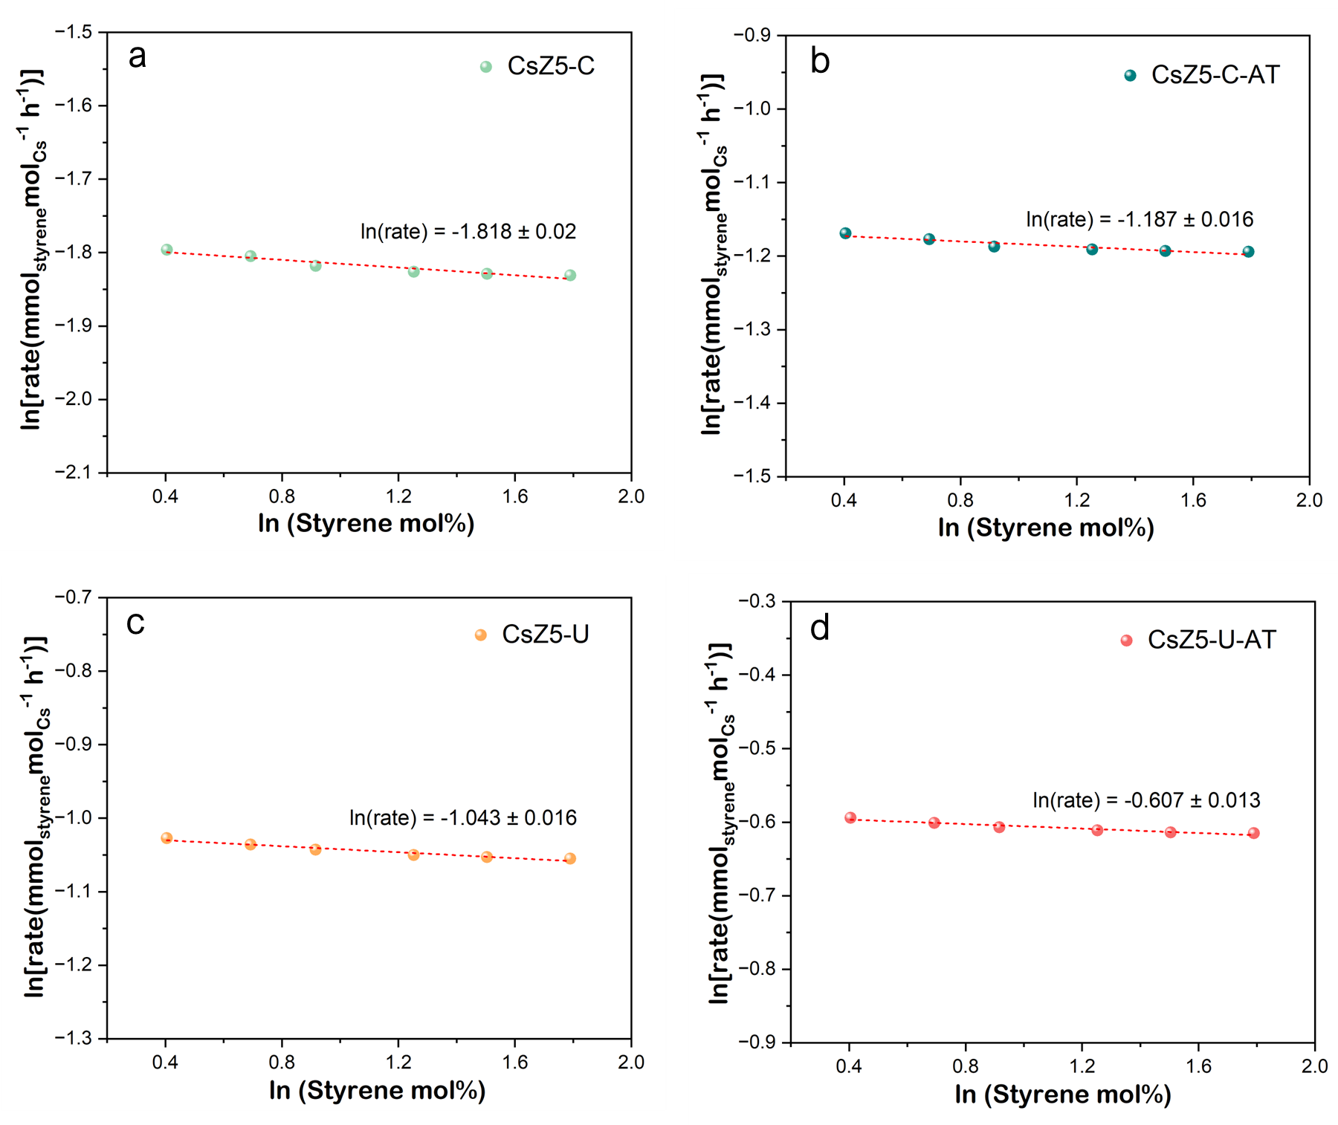 a
CsZ5-C
ln(rate) = -1.818 ± 0.02
ln[rate(mmol_styrene mol_Cs^-1 h^-1)]
−1.5
−1.6
−1.7
−1.8
−1.9
−2.0
−2.1
0.4 0.8 1.2 1.6 2.0
ln (Styrene mol%)
b
CsZ5-C-AT
ln(rate) = -1.187 ± 0.016
ln[rate(mmol_styrene mol_Cs^-1 h^-1)]
−0.9
−1.0
−1.1
−1.2
−1.3
−1.4
−1.5
0.4 0.8 1.2 1.6 2.0
ln (Styrene mol%)
c
CsZ5-U
ln(rate) = -1.043 ± 0.016
ln[rate(mmol_styrene mol_Cs^-1 h^-1)]
−0.7
−0.8
−0.9
−1.0
−1.1
−1.2
−1.3
0.4 0.8 1.2 1.6 2.0
ln (Styrene mol%)
d
CsZ5-U-AT
ln(rate) = -0.607 ± 0.013
ln[rate(mmol_styrene mol_Cs^-1 h^-1)]
−0.3
−0.4
−0.5
−0.6
−0.7
−0.8
−0.9
0.4 0.8 1.2 1.6 2.0
ln (Styrene mol%)